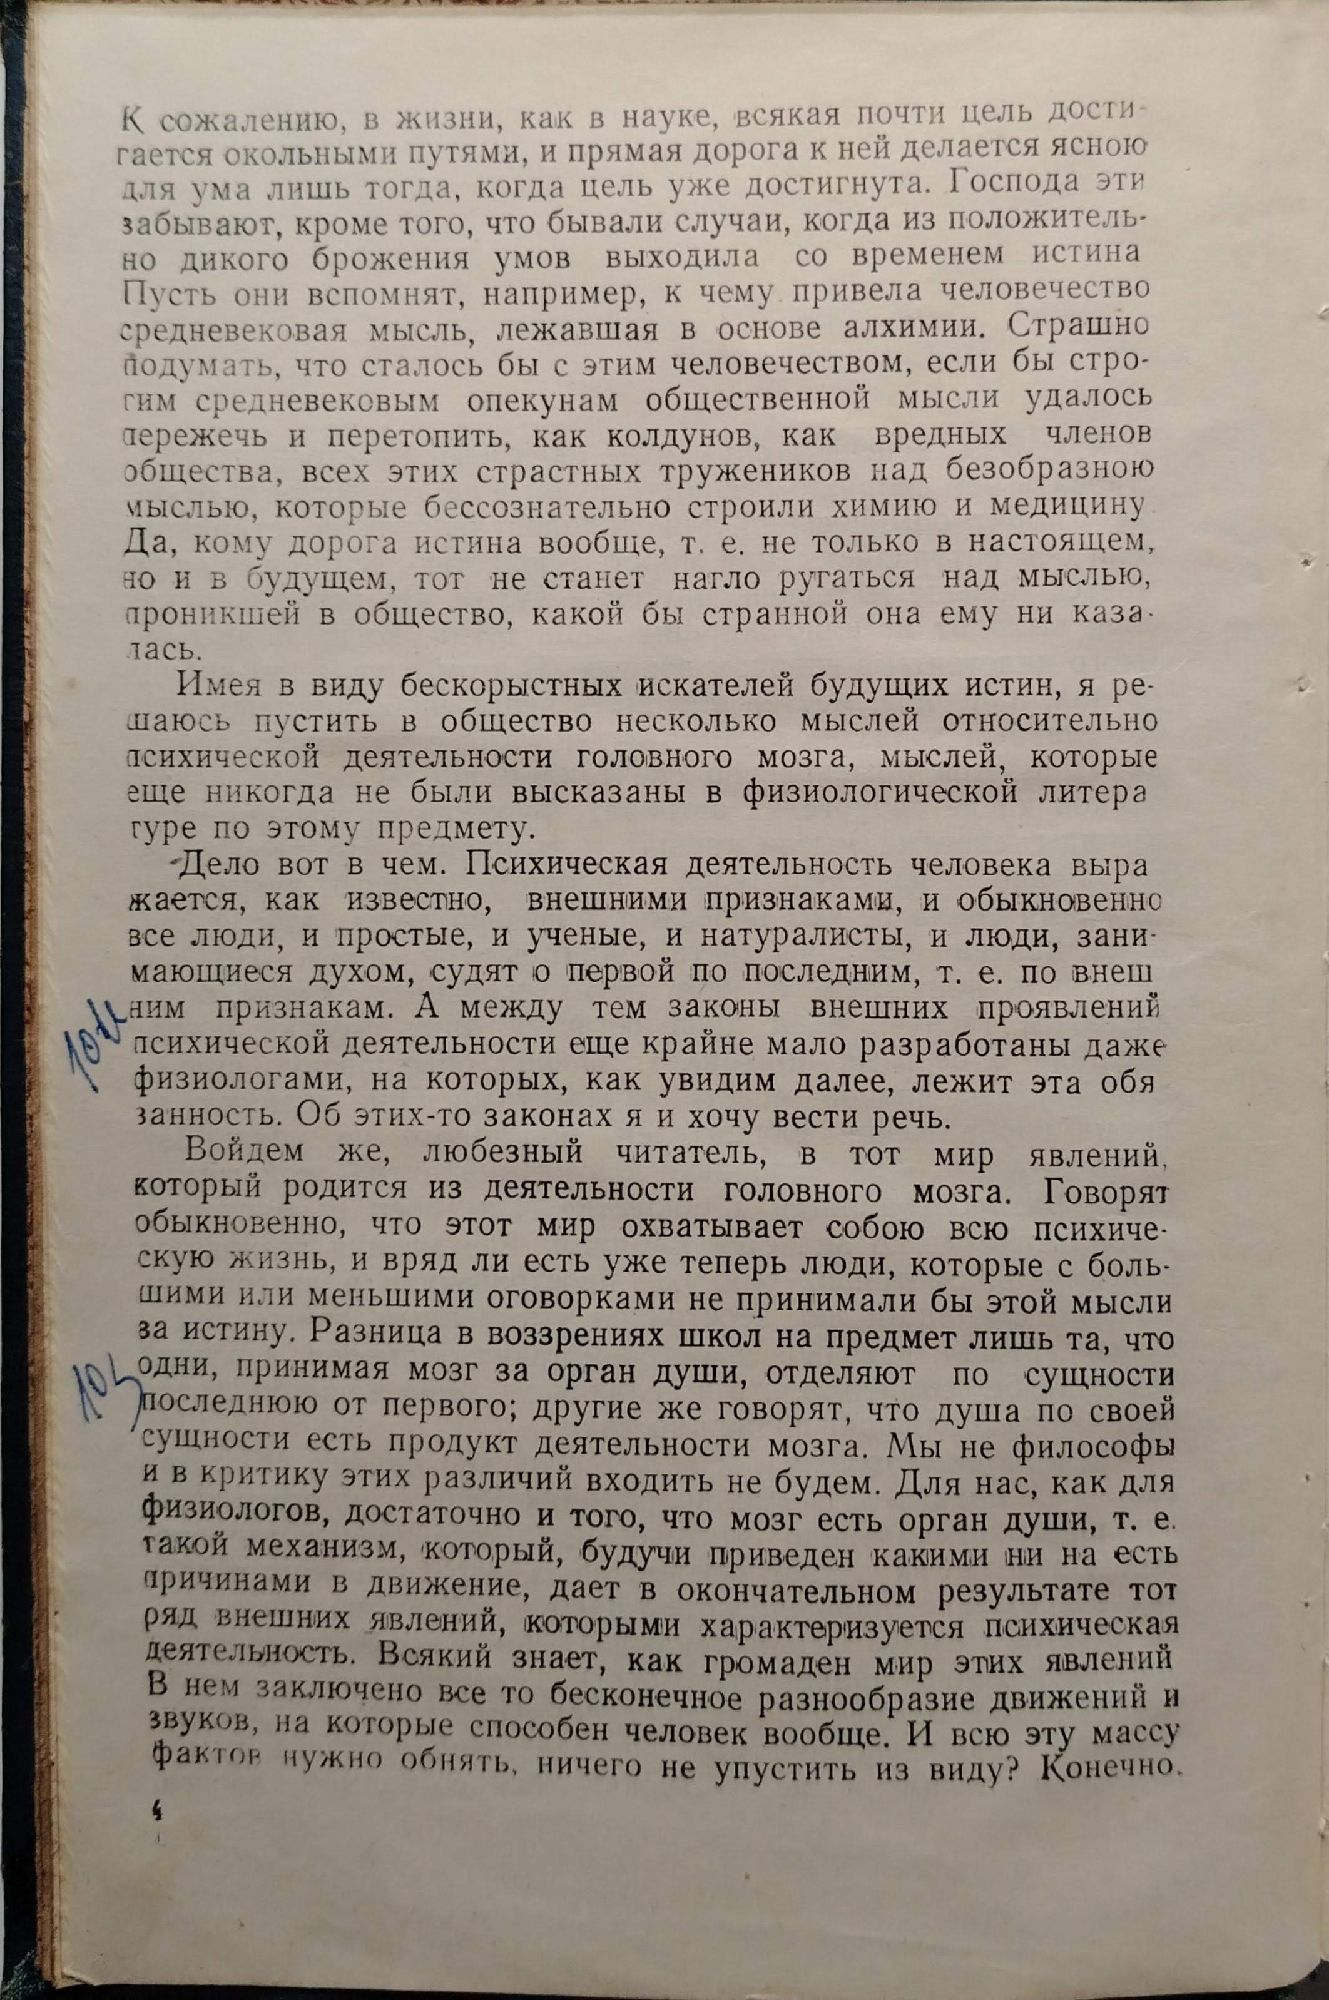 К сожалению, в жизни, как в науке, всякая почти цель дости-
гается окольными путями, и прямая дорога к ней делается ясною
для ума лишь тогда, когда цель уже достигнута. Господа эти
забывают, кроме того, что бывали случаи, когда из положитель-
но дикого брожения умов выходила со временем истина
Пусть они вспомнят, например, к чему привела человечество
средневековая мысль, лежавшая в основе алхимии. Страшно
подумать, что сталось бы с этим человечеством, если бы стро-
гим средневековым опекунам общественной мысли удалось
пережечь и перетопить, как колдунов, как вредных членов
общества, всех этих страстных тружеников над безобразною
мыслью, которые бессознательно строили химию и медицину.
Да, кому дорога истина вообще, т. е. не только в настоящем,
но и в будущем, тот не станет нагло ругаться над мыслью,
проникшей в общество, какой бы странной она ему ни каза-
лась.
Имея в виду бескорыстных искателей будущих истин, я ре-
шаюсь пустить в общество несколько мыслей относительно
психической деятельности головного мозга, мыслей, которые
еще никогда не были высказаны в физиологической литера
туре по этому предмету.
Дело вот в чем. Психическая деятельность человека выра
жается, как известно, внешними признаками, и обыкновенно
все люди, и простые, и ученые, и натуралисты, и люди, зани-
мающиеся духом, судят о первой по последним, т. е. по внеш
ним признакам. А между тем законы внешних проявлений
психической деятельности еще крайне мало разработаны даже
физиологами, на которых, как увидим далее, лежит эта обя
занность. Об этих-то законах я и хочу вести речь.
Войдем же, любезный читатель, в тот мир явлений,
который родится из деятельности головного мозга. Говорят
обыкновенно, что этот мир охватывает собою всю психиче-
скую жизнь, и вряд ли есть уже теперь люди, которые с боль-
шими или меньшими оговорками не принимали бы этой мысли
за истину. Разница в воззрениях школ на предмет лишь та, что
одни, принимая мозг за орган души, отделяют по сущности
последнюю от первого; другие же говорят, что душа по своей
сущности есть продукт деятельности мозга. Мы не философы
и в критику этих различий входить не будем. Для нас, как для
физиологов, достаточно и того, что мозг есть орган души, т. е.
такой механизм, который, будучи приведен какими ни на есть
причинами в движение, дает в окончательном результате тот
ряд внешних явлений, которыми характеризуется психическая
деятельность. Всякий знает, как громаден мир этих явлений
В нем заключено все то бесконечное разнообразие движений и
звуков, на которые способен человек вообще. И всю эту массу
фактов нужно обнять, ничего не упустить из виду? Конечно.
4